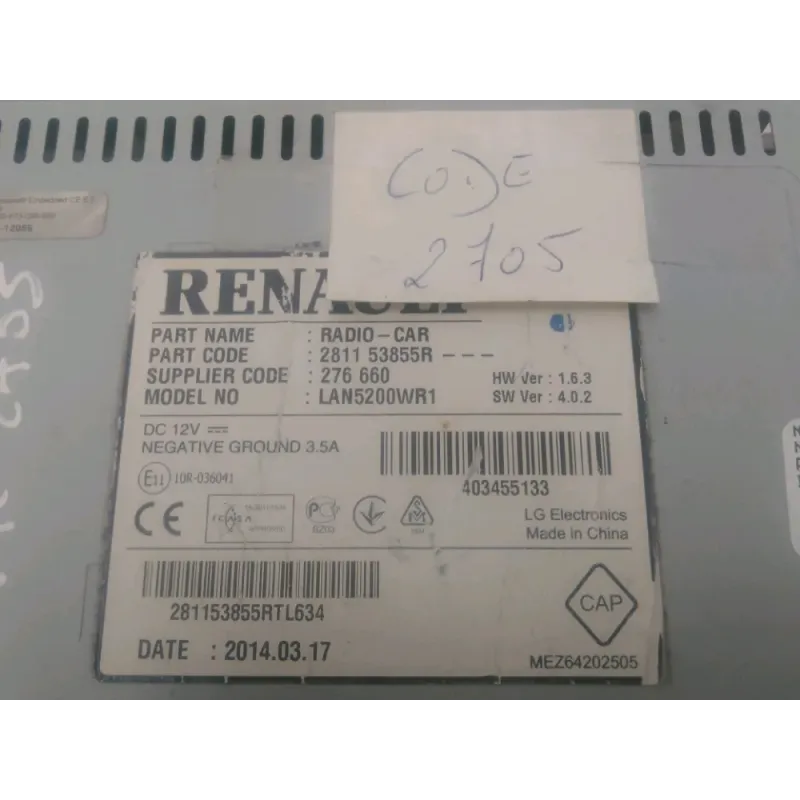 CODE
2705
RENAULT
PART NAME : RADIO-CAR
PART CODE : 2811 53855R - - -
SUPPLIER CODE : 276 660
MODEL NO : LAN5200WR1
HW Ver : 1.6.3
SW Ver : 4.0.2
DC 12V
NEGATIVE GROUND 3.5A
E11 10R-036041
403455133
CE
LG Electronics
Made in China
281153855RTL634
CAP
DATE : 2014.03.17
MEZ64202505